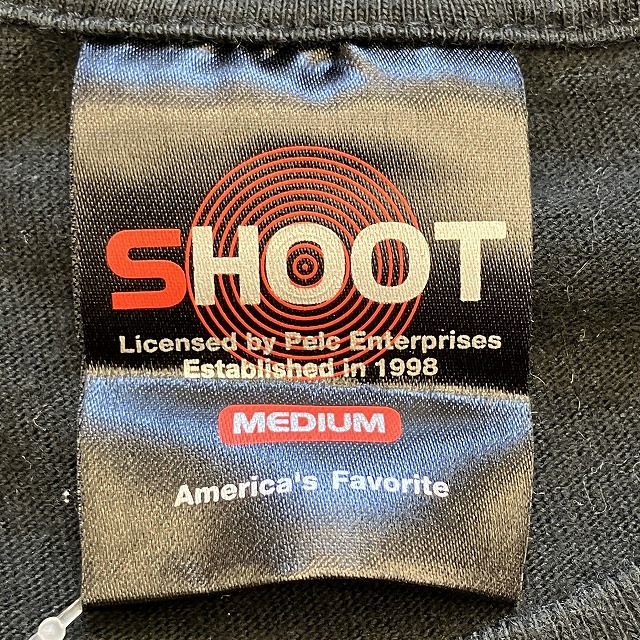 SHOOT
Licensed by Pelc Enterprises
Established in 1998
MEDIUM
America's Favorite